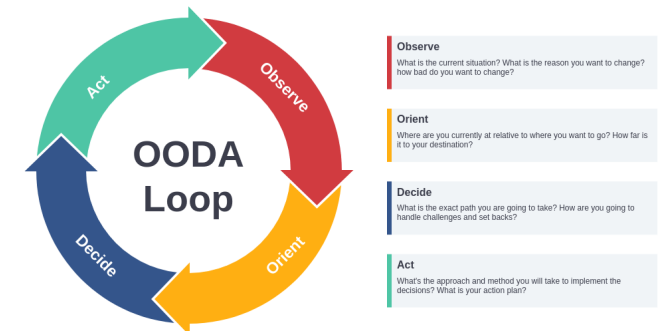 OODA
Loop
Observe
Orient
Decide
Act
Observe
What is the current situation? What is the reason you want to change?
how bad do you want to change?
Orient
Where are you currently at relative to where you want to go? How far is
it to your destination?
Decide
What is the exact path you are going to take? How are you going to
handle challenges and set backs?
Act
What's the approach and method you will take to implement the
decisions? What is your action plan?